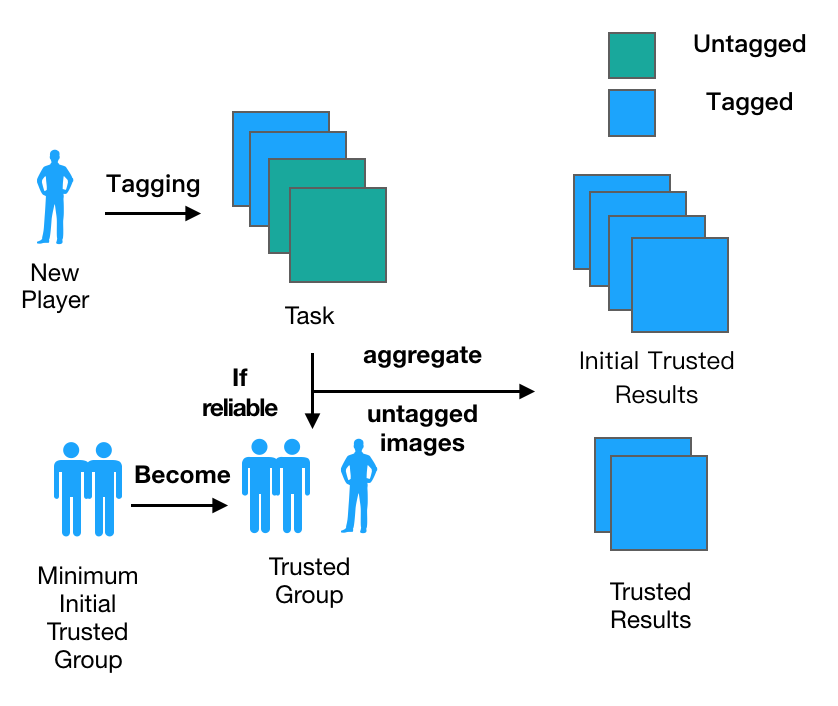 Untagged
Tagged
Tagging
New
Player
Task
aggregate
If
reliable
untagged
images
Initial Trusted
Results
Become
Minimum
Initial
Trusted
Group
Trusted
Group
Trusted
Results